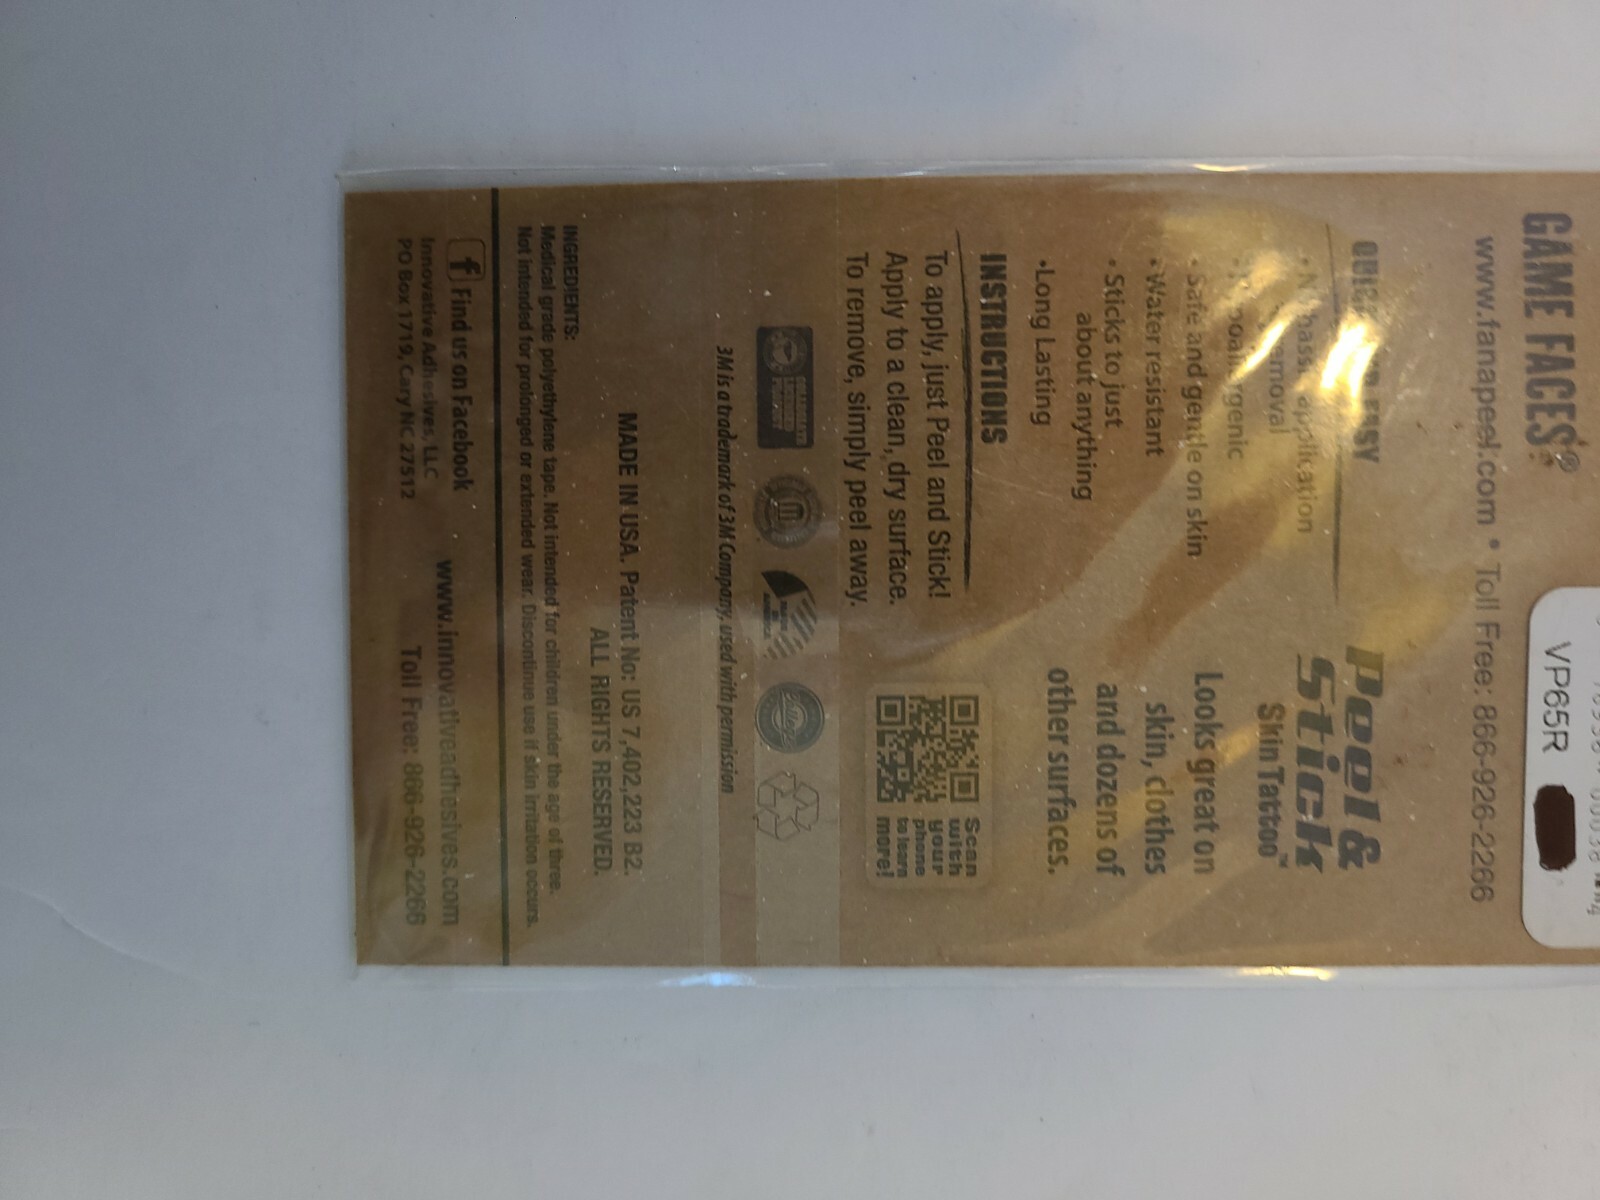 VP65R
GAME FACES®
www.fanapeel.com • Toll Free: 866-926-2266
EASY
application
removal
• Safe and gentle on skin
• Water resistant
• Sticks to just
about anything
• Long Lasting
Peel &
Stick
Skin Tattoo™
Looks great on
skin, clothes
and dozens of
other surfaces.
INSTRUCTIONS
To apply, just Peel and Stick!
Apply to a clean, dry surface.
To remove, simply peel away.
Scan
with
your
phone
to learn
more!
3M is a trademark of 3M Company, used with permission
MADE IN USA. Patent No: US 7,402,223 B2.
ALL RIGHTS RESERVED.
INGREDIENTS:
Medical grade polyethylene tape. Not intended for children under the age of three.
Not intended for prolonged or extended wear. Discontinue use if skin irritation occurs.
f Find us on Facebook
Innovative Adhesives, LLC
PO Box 1719, Cary NC 27512
www.innovativeadhesives.com
Toll Free: 866-926-2266